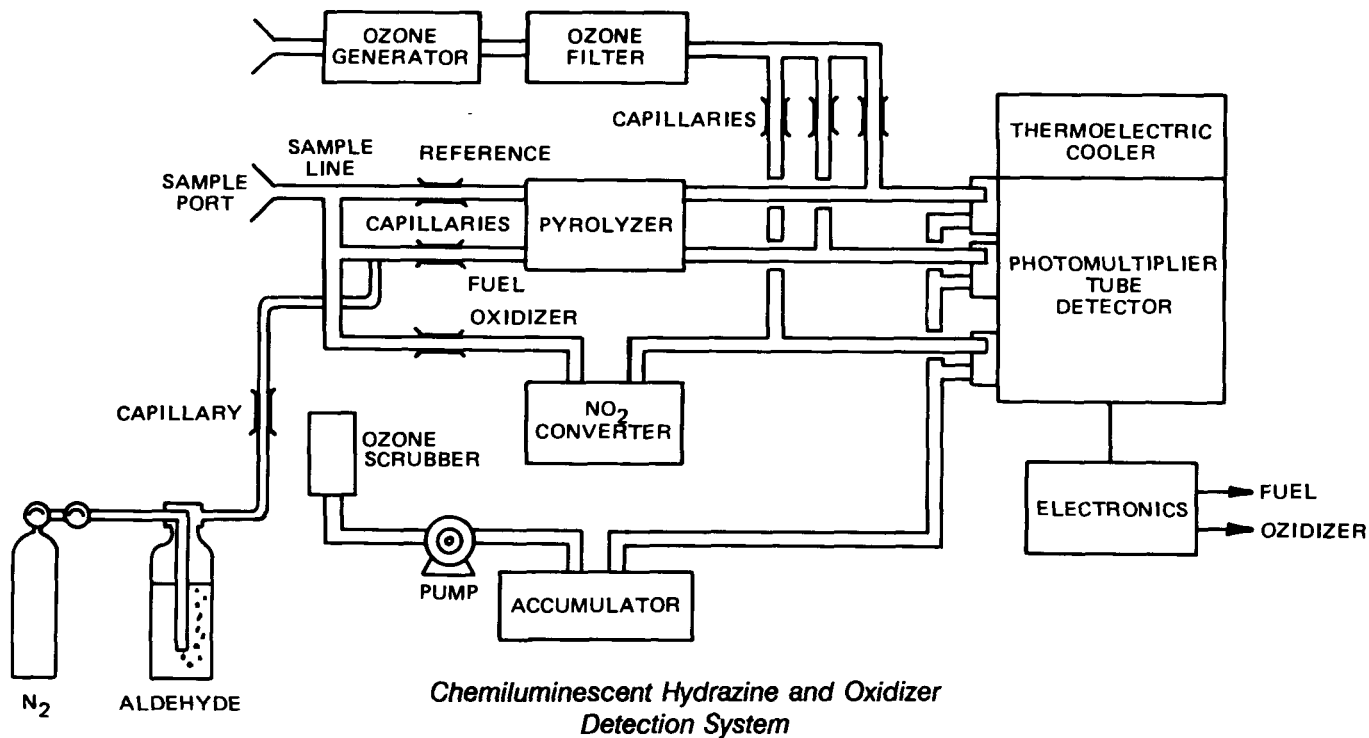 OZONE
GENERATOR
OZONE
FILTER
CAPILLARIES
THERMOELECTRIC
COOLER
SAMPLE
LINE
REFERENCE
SAMPLE
PORT
CAPILLARIES
PYROLYZER
PHOTOMULTIPLIER
TUBE
DETECTOR
FUEL
OXIDIZER
CAPILLARY
NO2
CONVERTER
OZONE
SCRUBBER
ELECTRONICS
FUEL
OZIDIZER
PUMP
ACCUMULATOR
N2
ALDEHYDE
Chemiluminescent Hydrazine and Oxidizer
Detection System